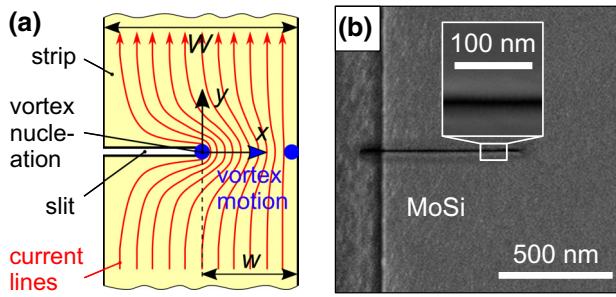 (a)
W
strip
vortex
nucle-
ation
slit
current
lines
y
x
vortex
motion
w
(b)
100 nm
MoSi
500 nm